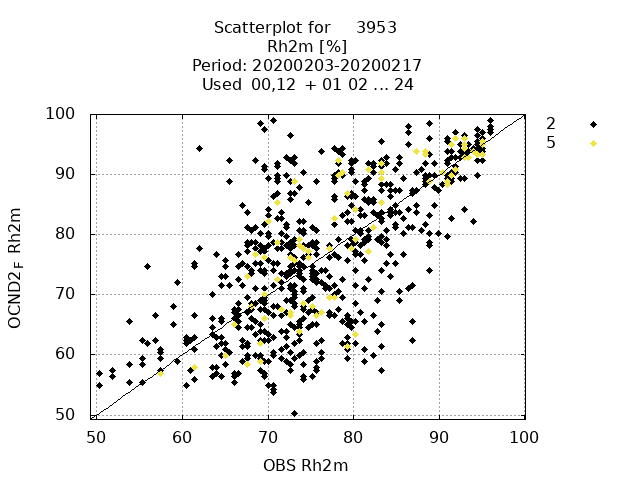 Scatterplot for 3953
Rh2m [%]
Period: 20200203-20200217
Used 00,12 + 01 02 ... 24
2
5
100
90
80
70
60
50
OCND2 F Rh2m
50 60 70 80 90 100
OBS Rh2m